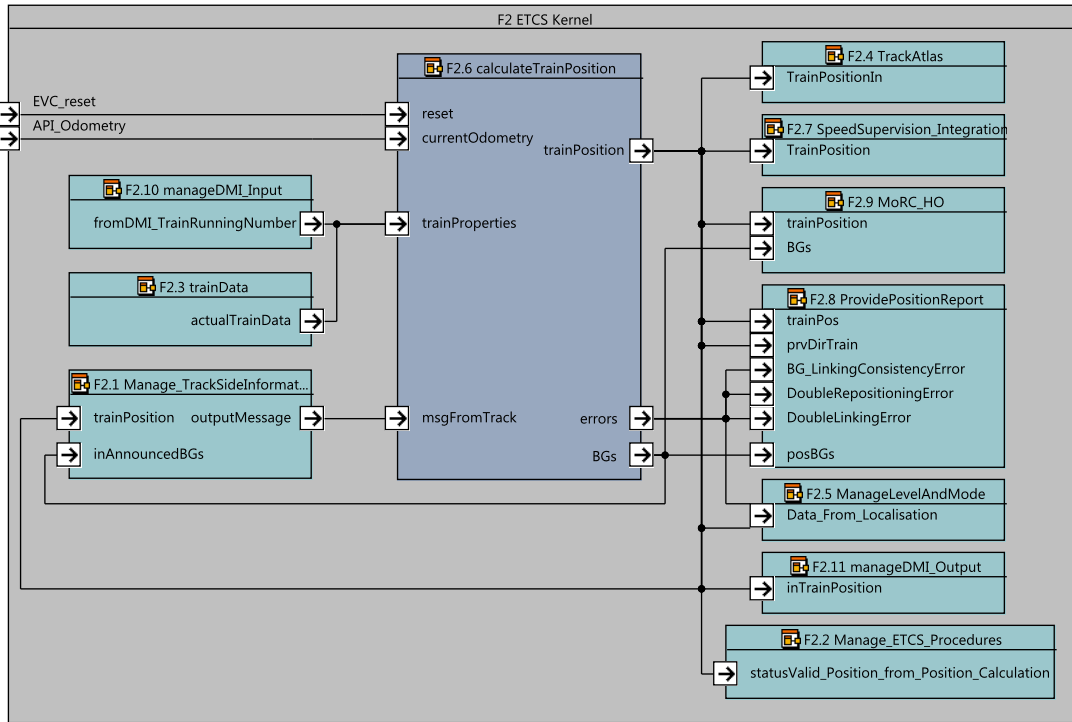 F2 ETCS Kernel
EVC_reset
API_Odometry
F2.10 manageDMI_Input
fromDMI_TrainRunningNumber
F2.3 trainData
actualTrainData
F2.1 Manage_TrackSideInformat...
trainPosition outputMessage
inAnnouncedBGs
F2.6 calculateTrainPosition
reset
currentOdometry
trainPosition
trainProperties
msgFromTrack
errors
BGs
F2.4 TrackAtlas
TrainPositionIn
F2.7 SpeedSupervision_Integration
TrainPosition
F2.9 MoRC_HO
trainPosition
BGs
F2.8 ProvidePositionReport
trainPos
prvDirTrain
BG_LinkingConsistencyError
DoubleRepositioningError
DoubleLinkingError
posBGs
F2.5 ManageLevelAndMode
Data_From_Localisation
F2.11 manageDMI_Output
inTrainPosition
F2.2 Manage_ETCS_Procedures
statusValid_Position_from_Position_Calculation